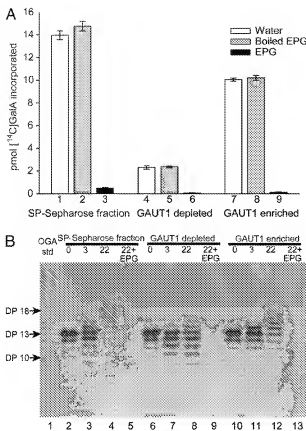 A
Water
Boiled EPG
EPG
pmol [¹⁴C]GalA incorporated
16
14
12
10
8
6
4
2
0
1 2 3 4 5 6 7 8 9
SP-Sepharose fraction GAUT1 depleted GAUT1 enriched
B
OGA std
SP-Sepharose fraction GAUT1 depleted GAUT1 enriched
0 3 22 22+ EPG 0 3 22 22+ EPG 0 3 22 22+ EPG
DP 18
DP 13
DP 10
1 2 3 4 5 6 7 8 9 10 11 12 13